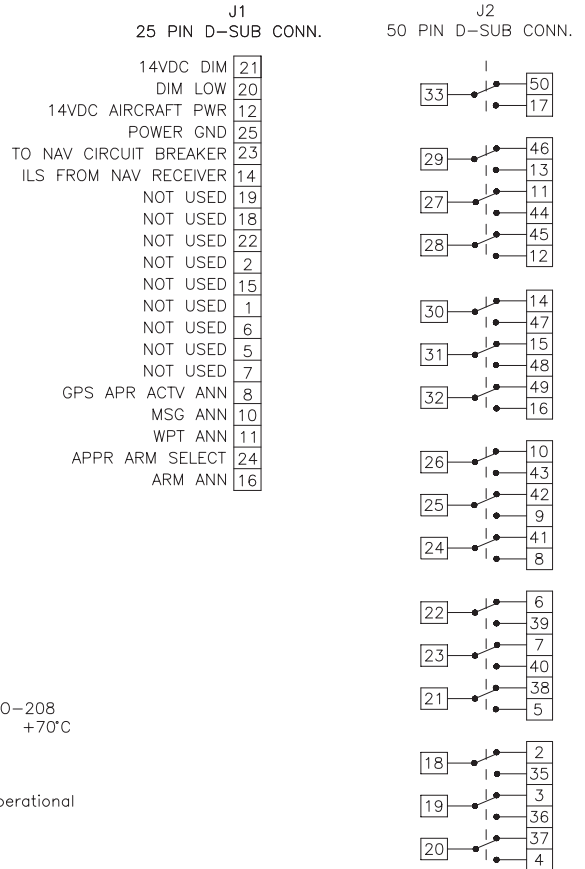 J1
25 PIN D-SUB CONN.
14VDC DIM 21
DIM LOW 20
14VDC AIRCRAFT PWR 12
POWER GND 25
TO NAV CIRCUIT BREAKER 23
ILS FROM NAV RECEIVER 14
NOT USED 19
NOT USED 18
NOT USED 22
NOT USED 2
NOT USED 15
NOT USED 1
NOT USED 6
NOT USED 5
NOT USED 7
GPS APR ACTV ANN 8
MSG ANN 10
WPT ANN 11
APPR ARM SELECT 24
ARM ANN 16
O-208
+70°C
perational
J2
50 PIN D-SUB CONN.
33 50
17
29 46
13
27 11
44
28 45
12
30 14
47
31 15
48
32 49
16
26 10
43
25 42
9
24 41
8
22 6
39
23 7
40
21 38
5
18 2
35
19 3
36
20 37
4